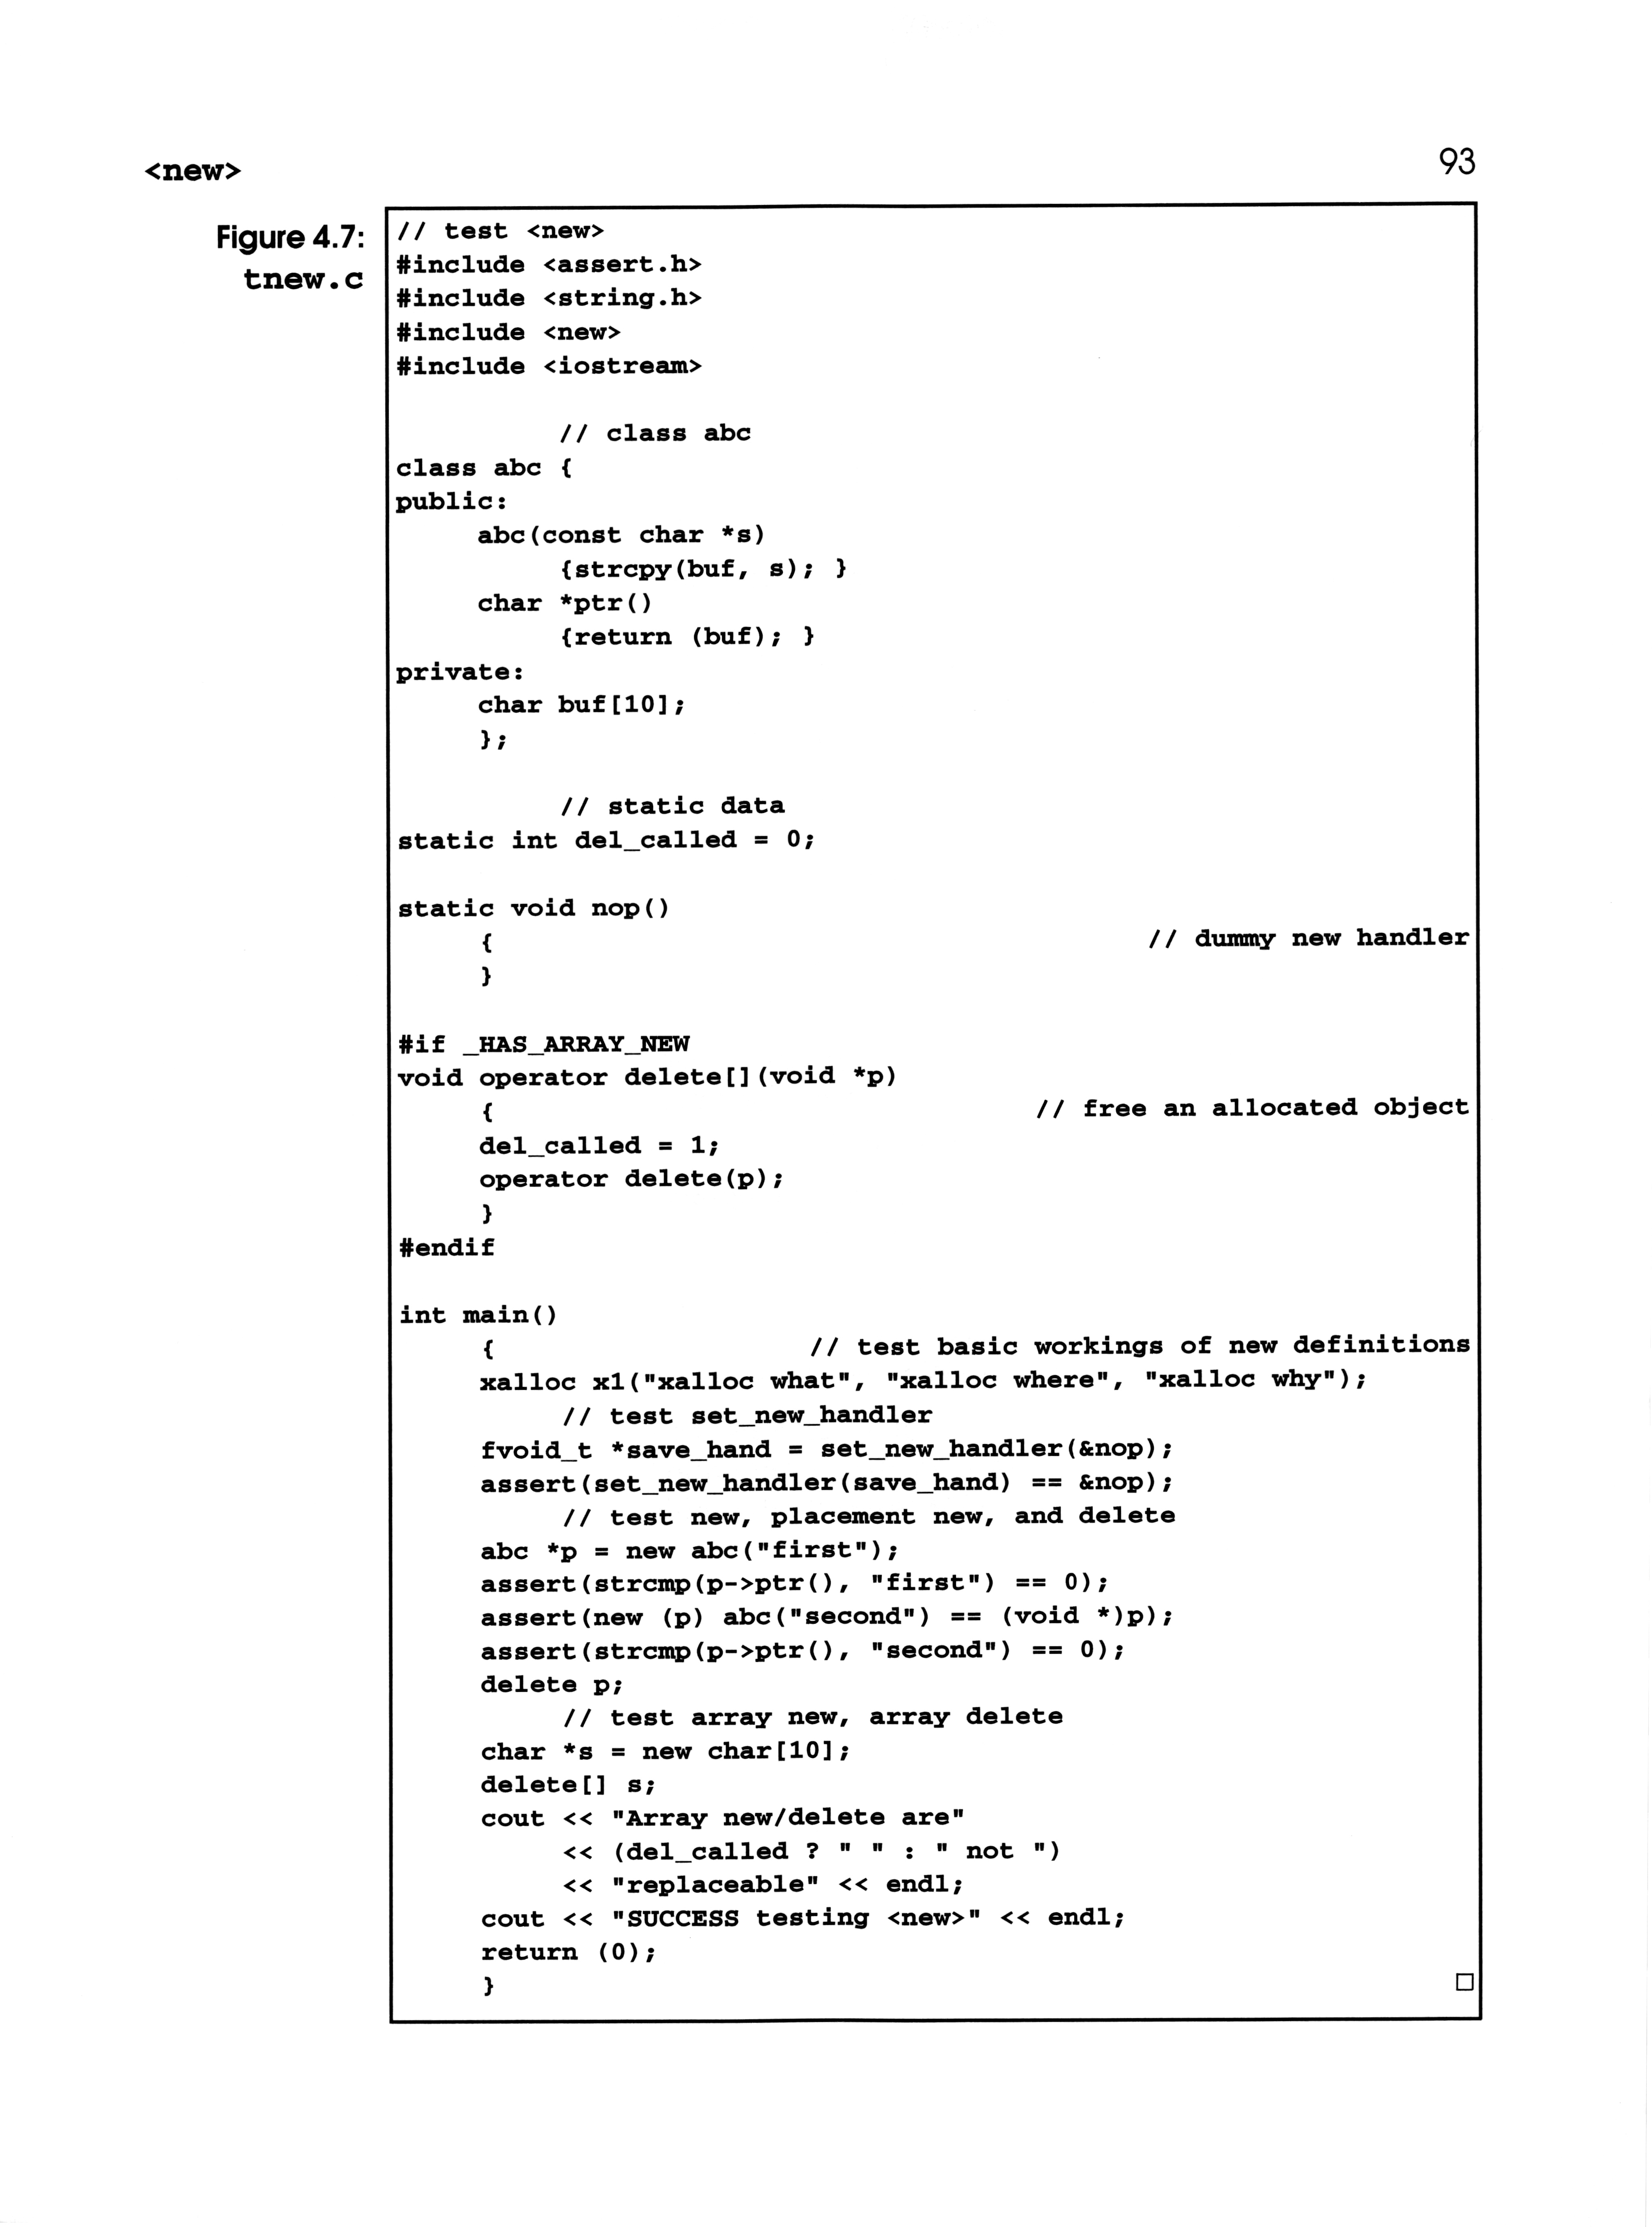 <new>
93
Figure 4.7:
tnew.c
// test <new>
#include <assert.h>
#include <string.h>
#include <new>
#include <iostream>
// class abc
class abc {
public:
abc(const char *s)
{strcpy(buf, s); }
char *ptr()
{return (buf); }
private:
char buf[10];
};
// static data
static int del_called = 0;
static void nop()
{ // dummy new handler
}
#if _HAS_ARRAY_NEW
void operator delete[](void *p)
{ // free an allocated object
del_called = 1;
operator delete(p);
}
#endif
int main()
{ // test basic workings of new definitions
xalloc x1("xalloc what", "xalloc where", "xalloc why");
// test set_new_handler
fvoid_t *save_hand = set_new_handler(&nop);
assert(set_new_handler(save_hand) == &nop);
// test new, placement new, and delete
abc *p = new abc("first");
assert(strcmp(p->ptr(), "first") == 0);
assert(new (p) abc("second") == (void *)p);
assert(strcmp(p->ptr(), "second") == 0);
delete p;
// test array new, array delete
char *s = new char[10];
delete[] s;
cout << "Array new/delete are"
<< (del_called ? " " : " not ")
<< "replaceable" << endl;
cout << "SUCCESS testing <new>" << endl;
return (0);
}
□